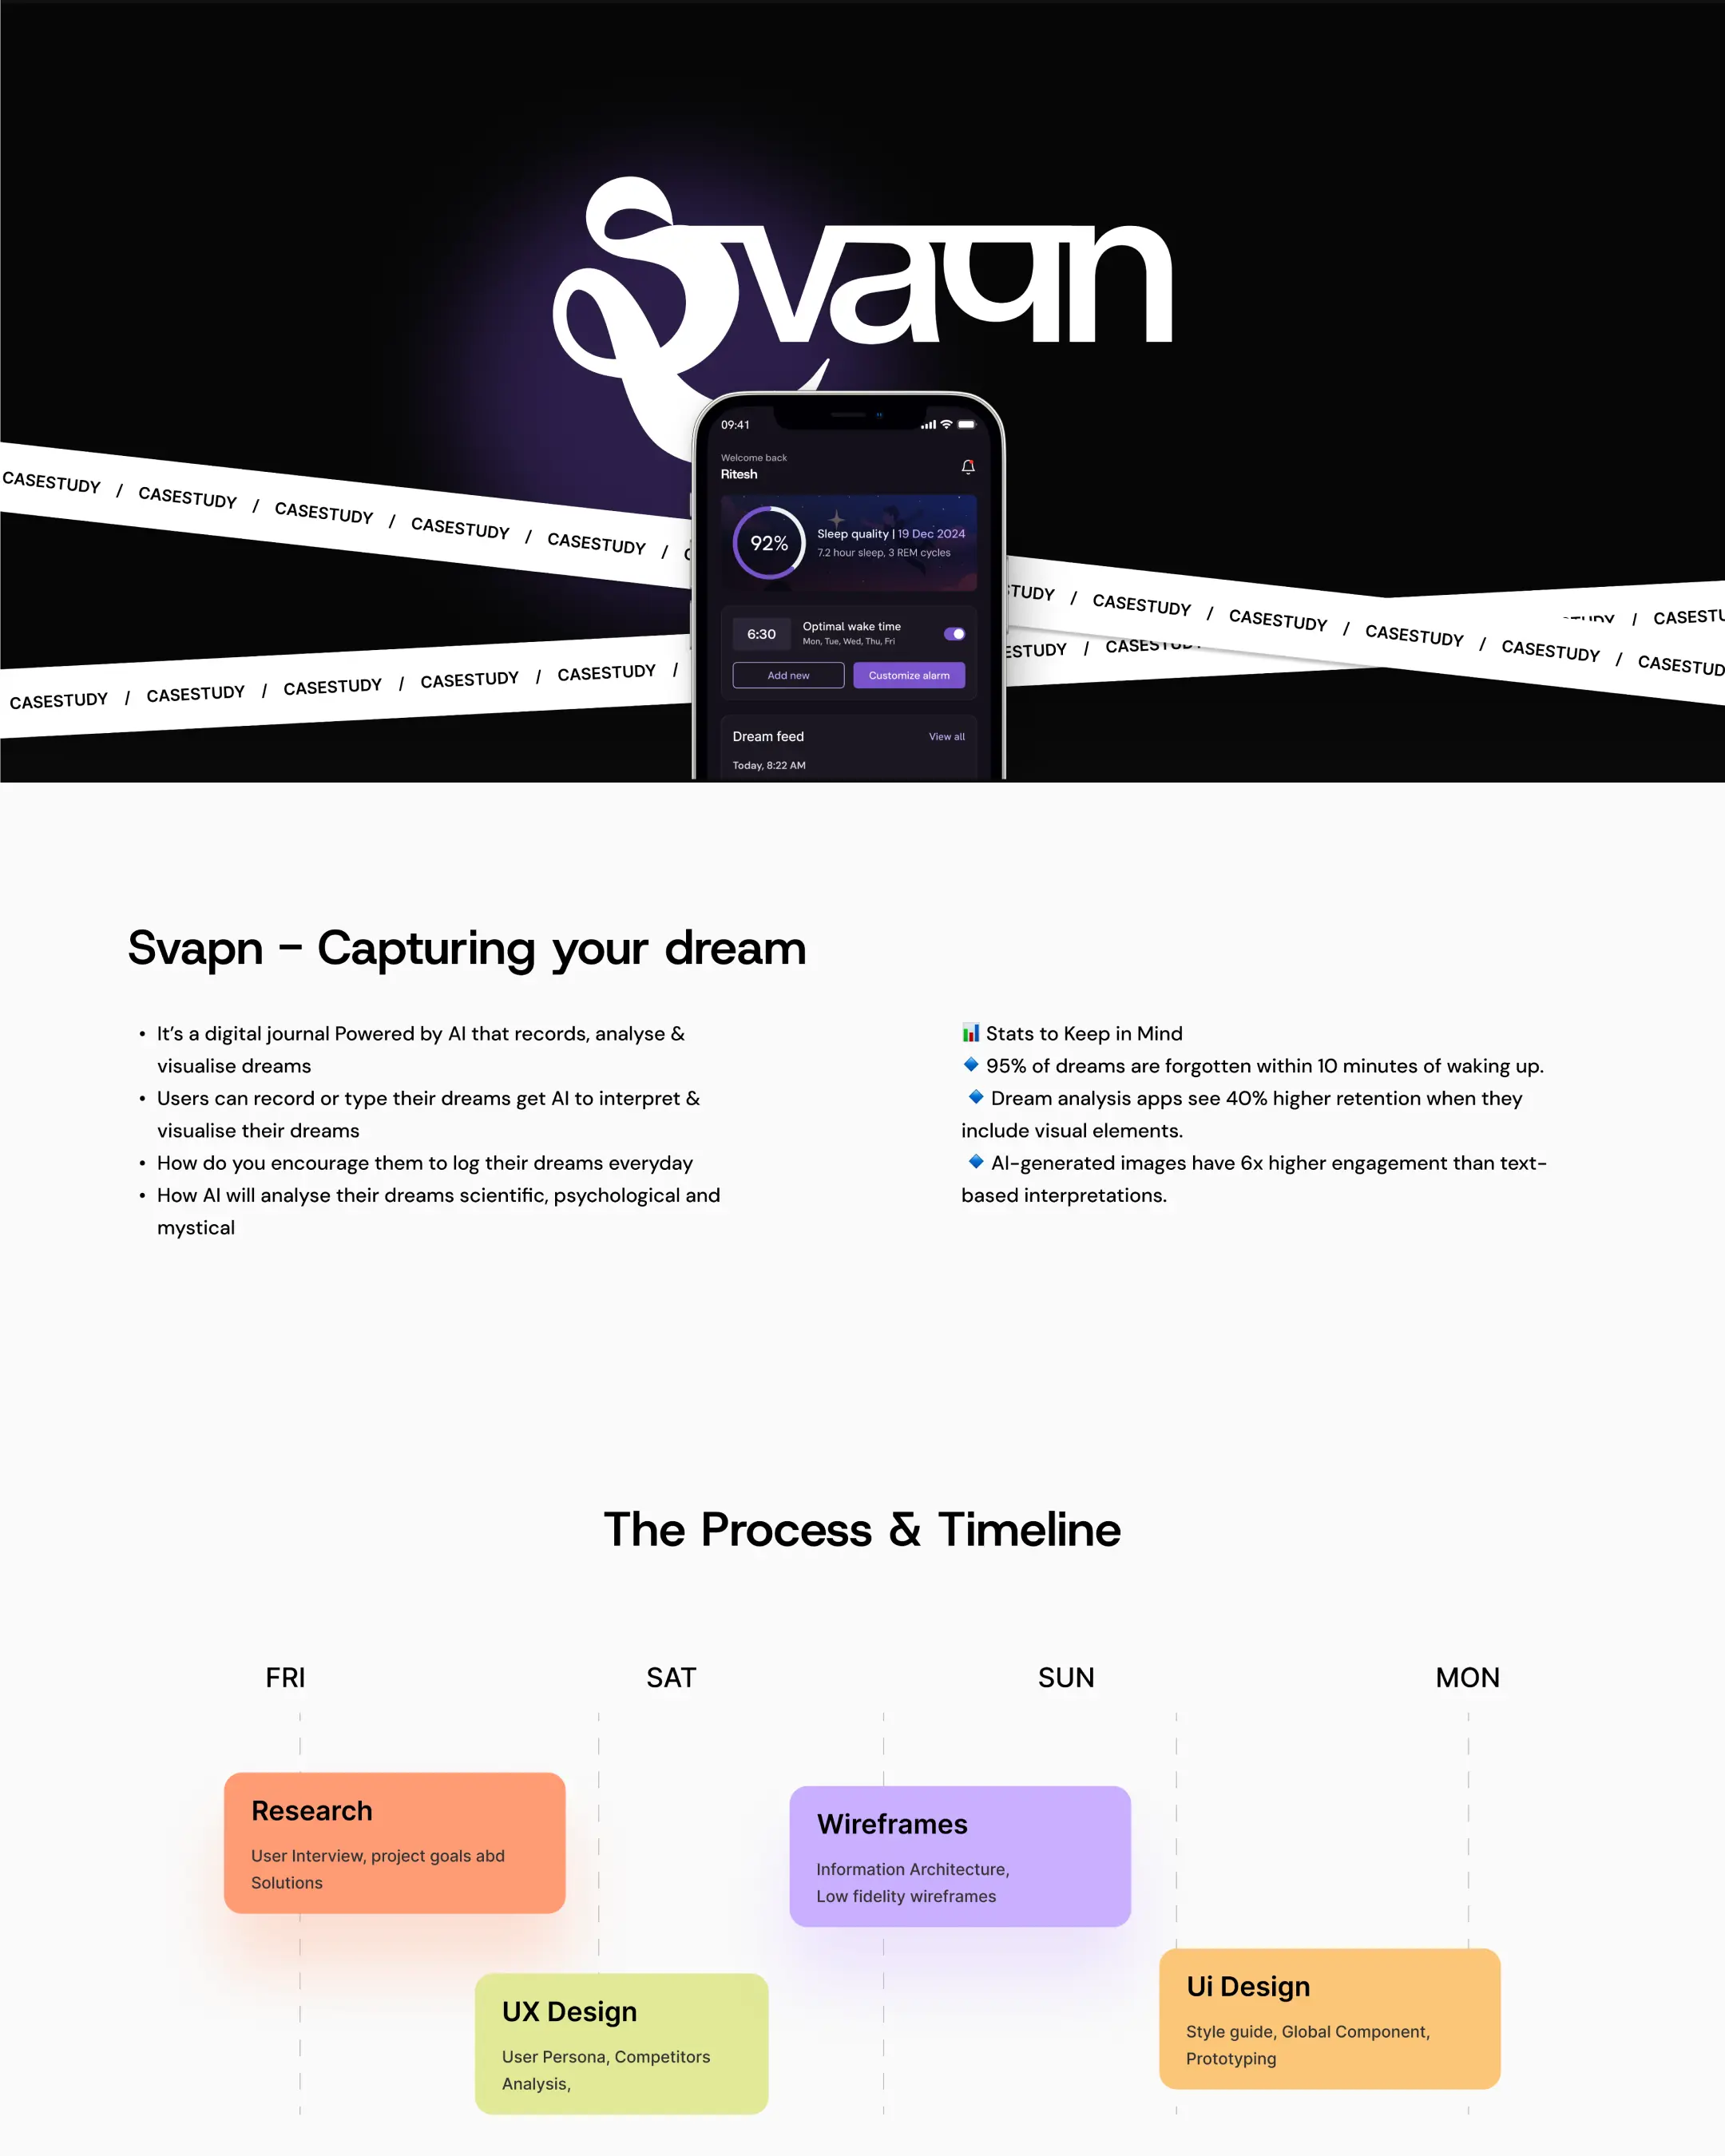 Svapn
09:41
Welcome back
Ritesh
92%
Sleep quality | 19 Dec 2024
7.2 hour sleep, 3 REM cycles
6:30
Optimal wake time
Mon, Tue, Wed, Thu, Fri
Add new
Customize alarm
Dream feed
View all
Today, 8:22 AM
CASESTUDY / CASESTUDY / CASESTUDY / CASESTUDY / CASESTUDY / C
STUDY / CASESTUDY / CASESTUDY / CASESTUDY / CASESTUDY / CASESTUD
CASESTUDY / CASESTUDY / CASESTUDY / CASESTUDY / CASESTUDY /
ESTUDY / CASESTUDY
TUDY / CASESTU
Svapn - Capturing your dream
• It’s a digital journal Powered by AI that records, analyse &
visualise dreams
• Users can record or type their dreams get AI to interpret &
visualise their dreams
• How do you encourage them to log their dreams everyday
• How AI will analyse their dreams scientific, psychological and
mystical
📊 Stats to Keep in Mind
🔹 95% of dreams are forgotten within 10 minutes of waking up.
🔹 Dream analysis apps see 40% higher retention when they
include visual elements.
🔹 AI-generated images have 6x higher engagement than text-
based interpretations.
The Process & Timeline
FRI
SAT
SUN
MON
Research
User Interview, project goals abd
Solutions
Wireframes
Information Architecture,
Low fidelity wireframes
UX Design
User Persona, Competitors
Analysis,
Ui Design
Style guide, Global Component,
Prototyping